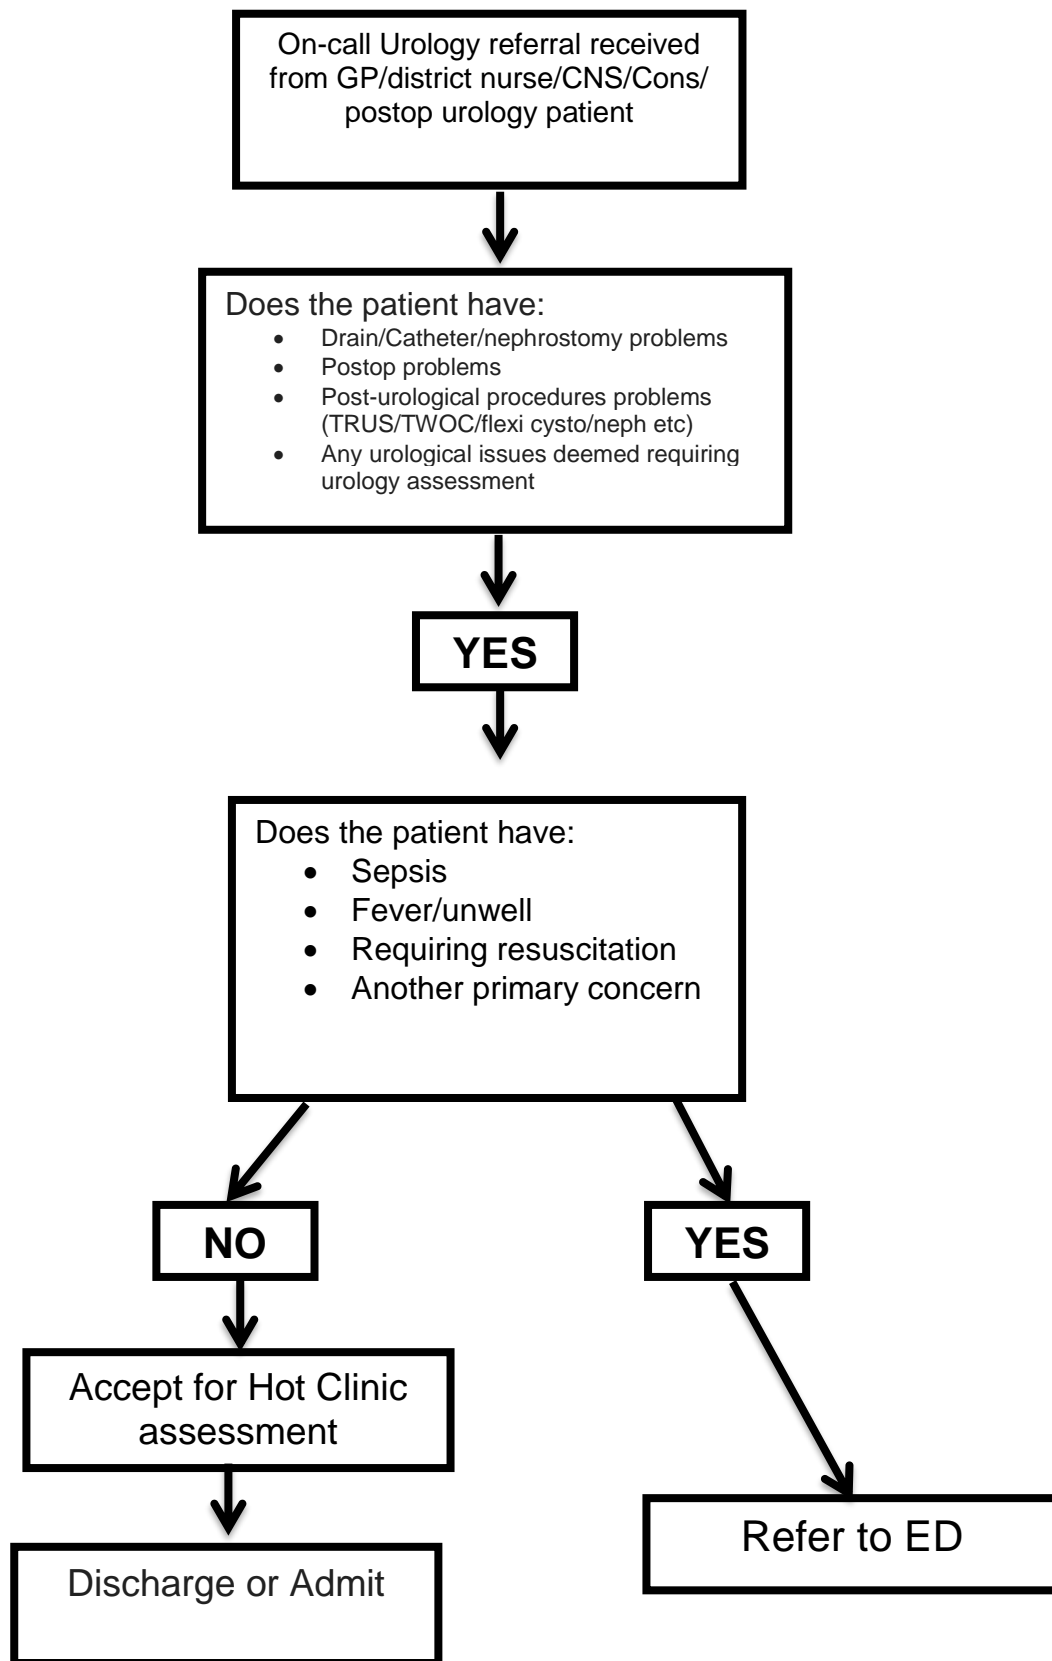 On-call Urology referral received
from GP/district nurse/CNS/Cons/
postop urology patient
Does the patient have:
• Drain/Catheter/nephrostomy problems
• Postop problems
• Post-urological procedures problems
(TRUS/TWOC/flexi cysto/neph etc)
• Any urological issues deemed requiring
urology assessment
YES
Does the patient have:
• Sepsis
• Fever/unwell
• Requiring resuscitation
• Another primary concern
NO
YES
Accept for Hot Clinic
assessment
Refer to ED
Discharge or Admit